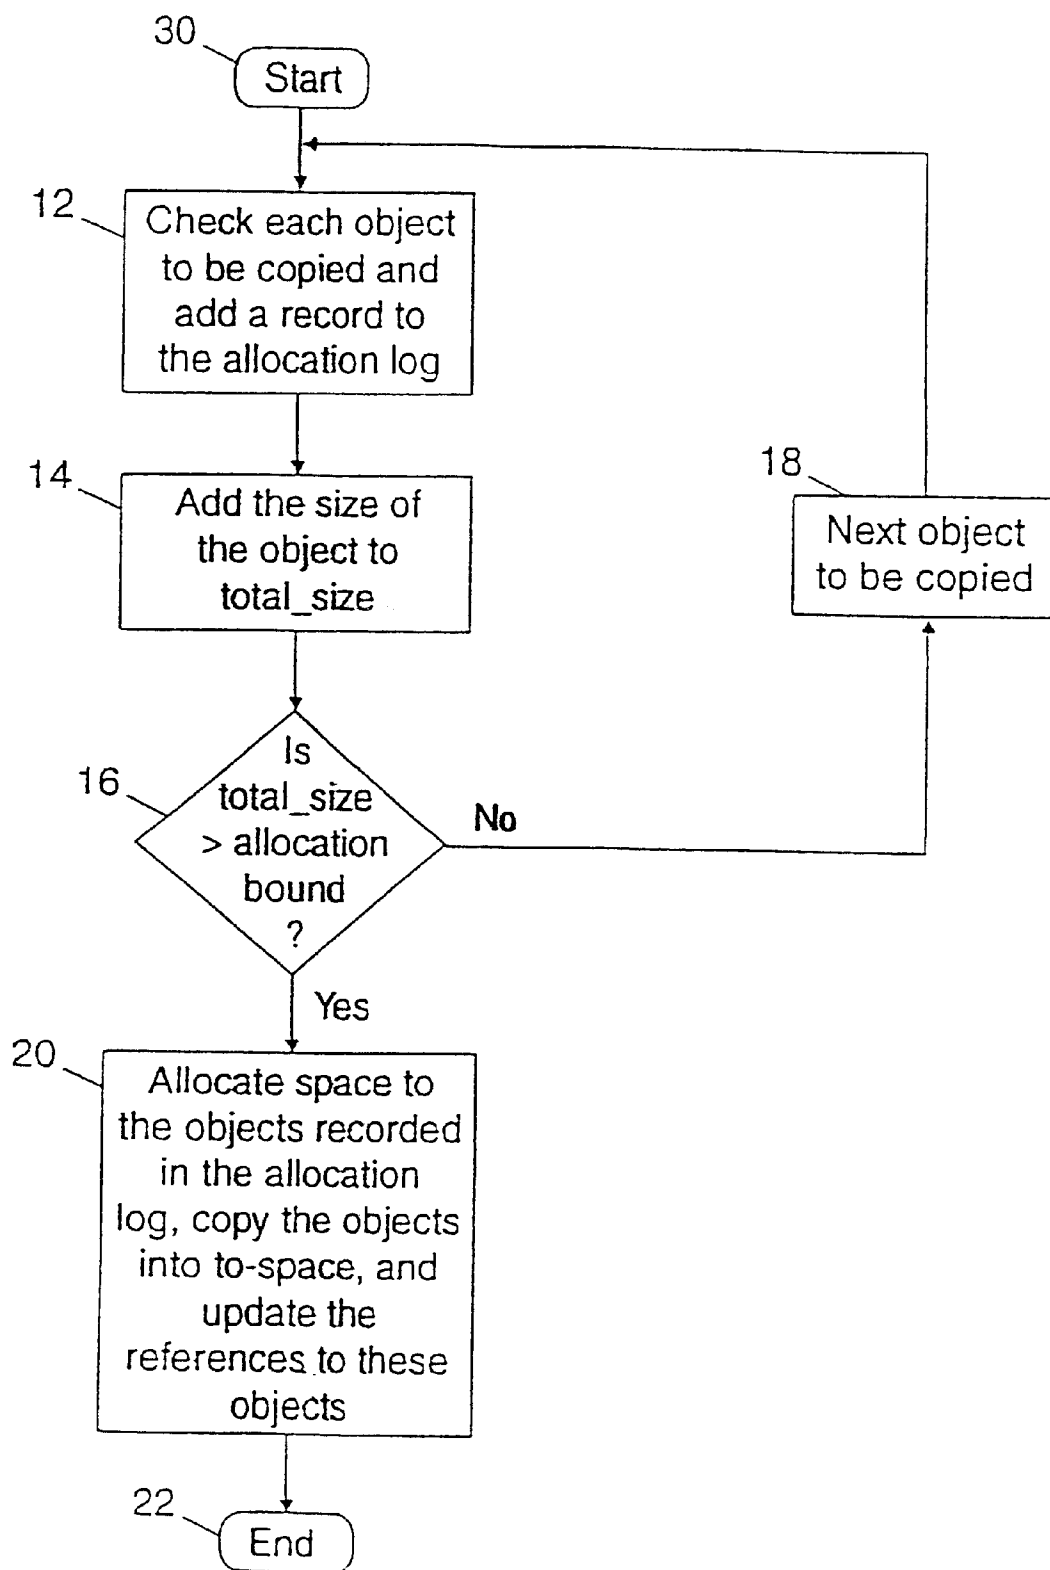 30
Start
12
Check each object
to be copied and
add a record to
the allocation log
14
Add the size of
the object to
total_size
18
Next object
to be copied
16
Is
total_size
> allocation
bound
?
No
Yes
20
Allocate space to
the objects recorded
in the allocation
log, copy the objects
into to-space, and
update the
references to these
objects
22
End